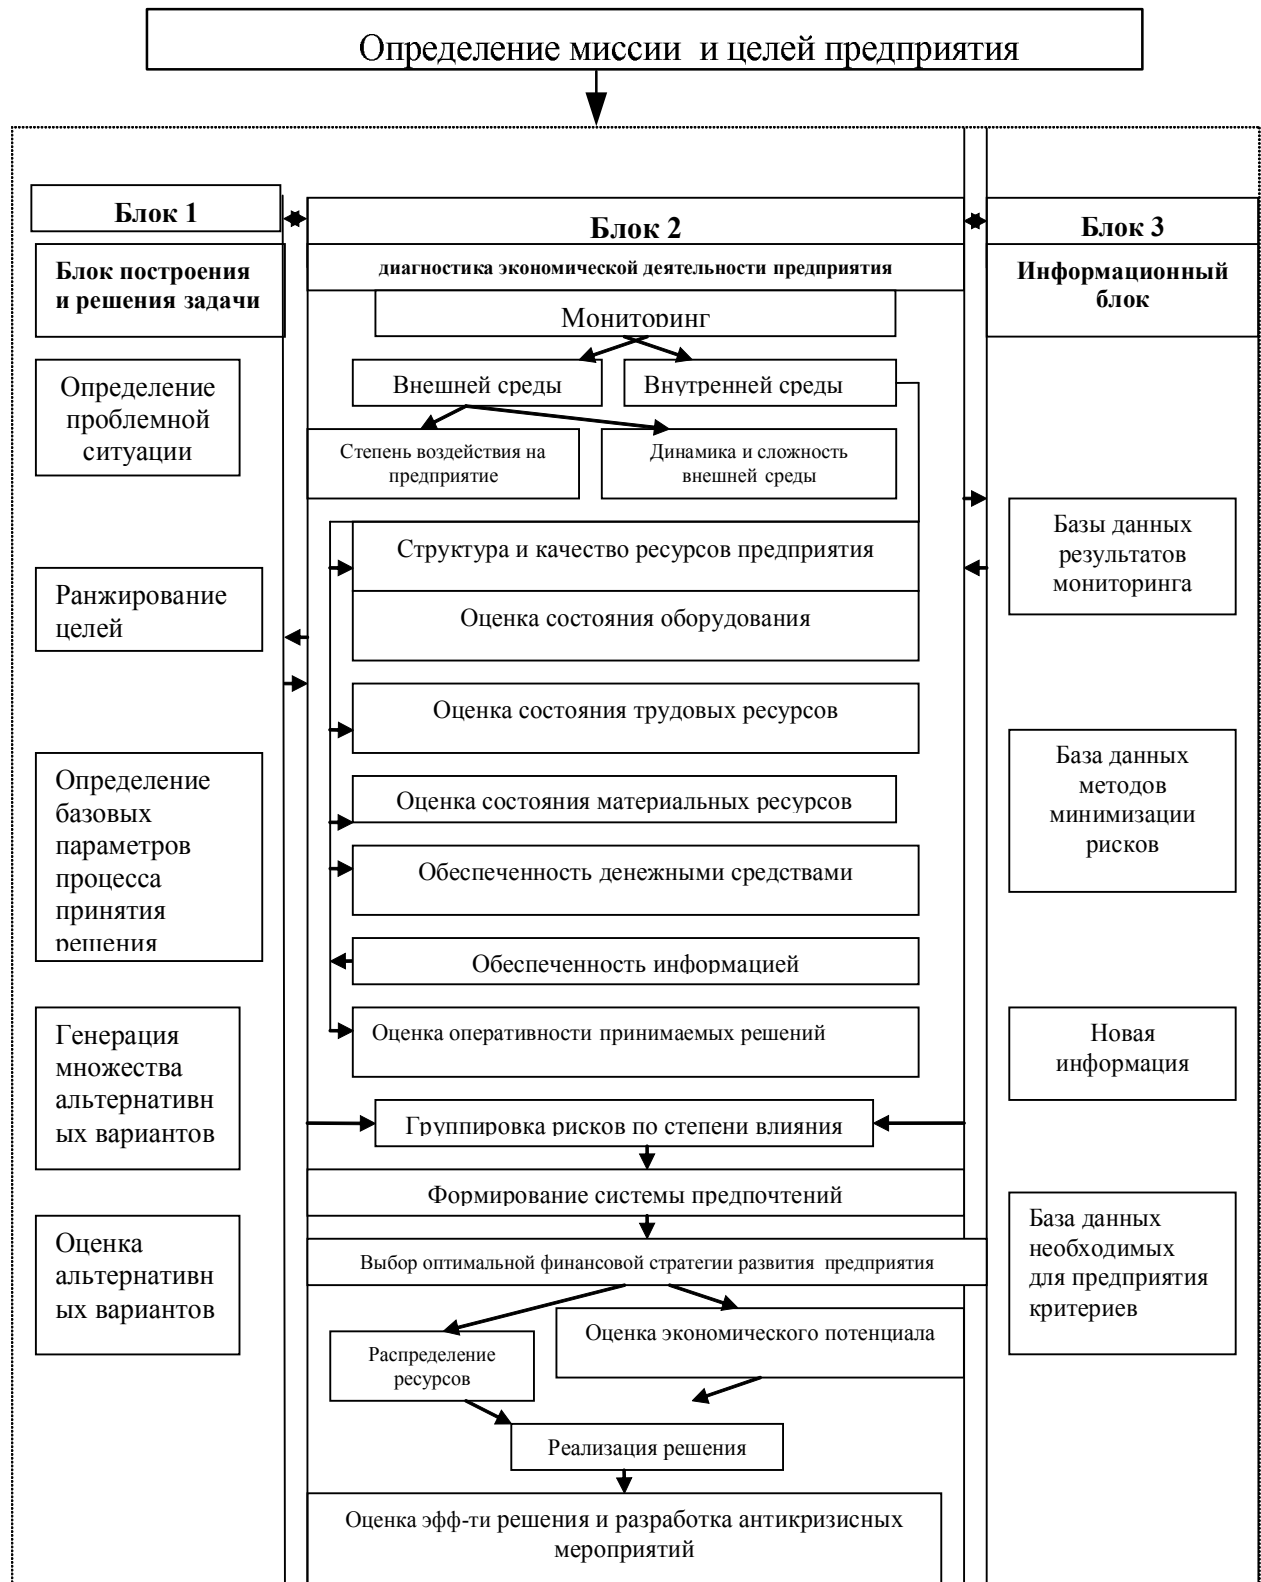 Определение миссии и целей предприятия
Блок 1
Блок построения
и решения задачи
Определение
проблемной
ситуации
Ранжирование
целей
Определение
базовых
параметров
процесса
принятия
решения
Генерация
множества
альтернативн
ых вариантов
Оценка
альтернативн
ых вариантов
Блок 2
диагностика экономической деятельности предприятия
Мониторинг
Внешней среды
Внутренней среды
Степень воздействия на
предприятие
Динамика и сложность
внешней среды
Структура и качество ресурсов предприятия
Оценка состояния оборудования
Оценка состояния трудовых ресурсов
Оценка состояния материальных ресурсов
Обеспеченность денежными средствами
Обеспеченность информацией
Оценка оперативности принимаемых решений
Группировка рисков по степени влияния
Формирование системы предпочтений
Выбор оптимальной финансовой стратегии развития предприятия
Распределение
ресурсов
Оценка экономического потенциала
Реализация решения
Оценка эфф-ти решения и разработка антикризисных
мероприятий
Блок 3
Информационный
блок
Базы данных
результатов
мониторинга
База данных
методов
минимизации
рисков
Новая
информация
База данных
необходимых
для предприятия
критериев